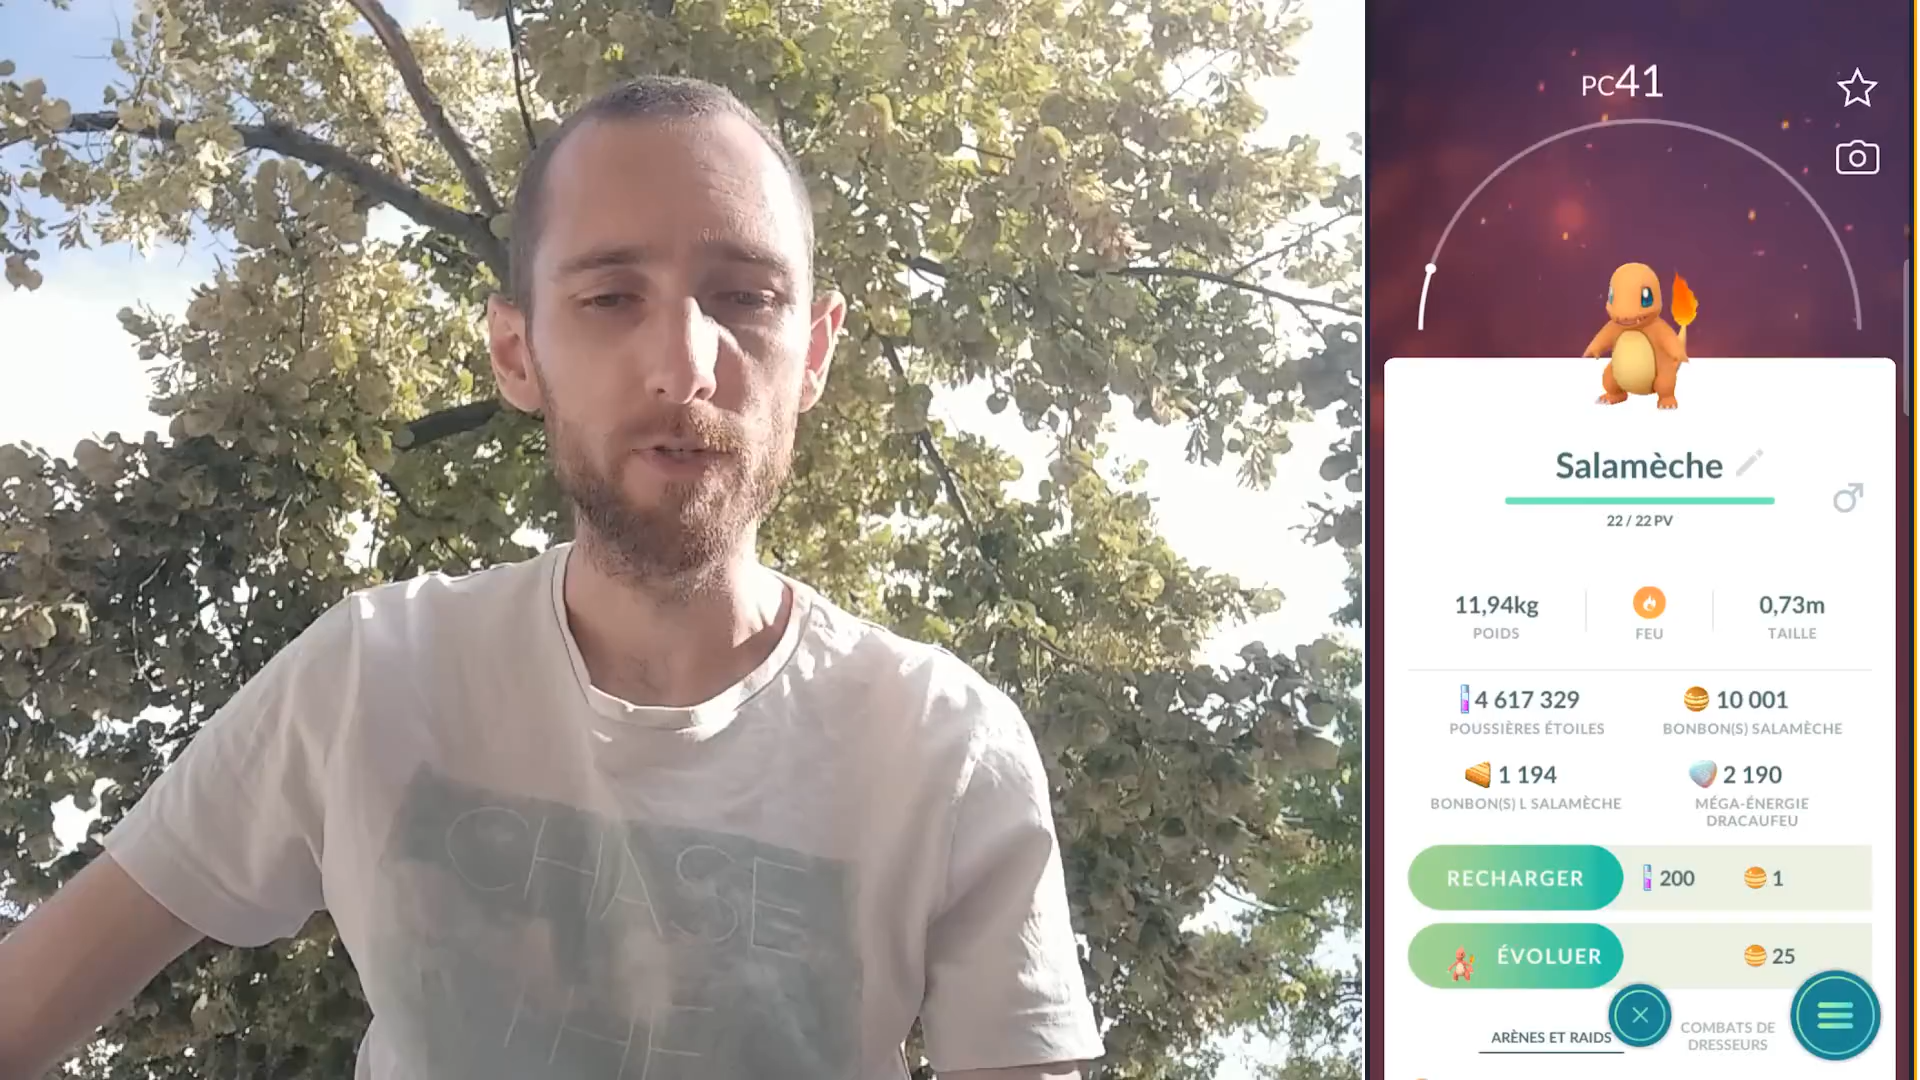 CHASE
THE
PC41
Salamèche
22 / 22 PV
11,94kg
POIDS
FEU
0,73m
TAILLE
4 617 329
POUSSIÈRES ÉTOILES
10 001
BONBON(S) SALAMÈCHE
1 194
BONBON(S) L SALAMÈCHE
2 190
MÉGA-ÉNERGIE
DRACAUFEU
RECHARGER 200 1
ÉVOLUER 25
ARÈNES ET RAIDS
COMBATS DE
DRESSEURS